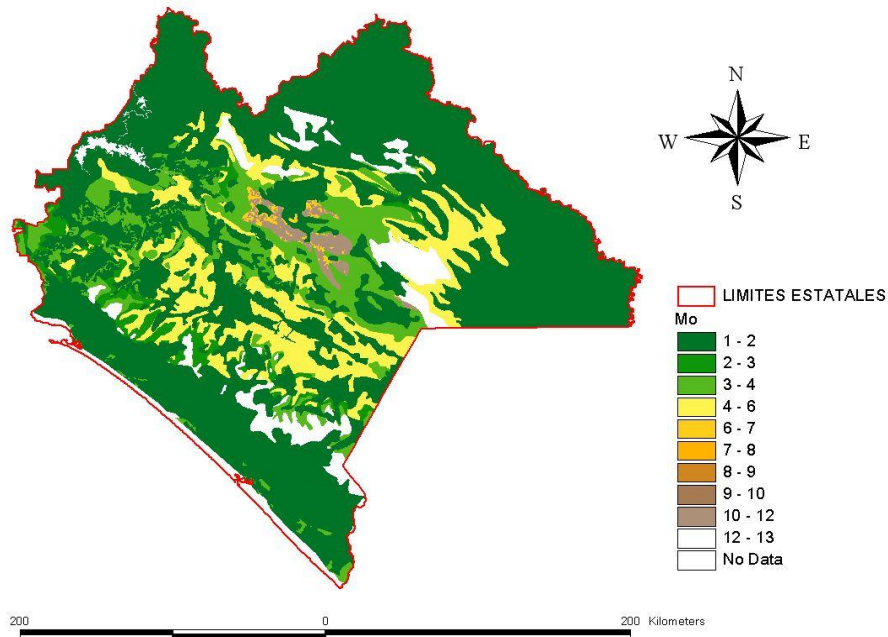 N
W E
S
LIMITES ESTATALES
Mo
1 - 2
2 - 3
3 - 4
4 - 6
6 - 7
7 - 8
8 - 9
9 - 10
10 - 12
12 - 13
No Data
200 0 200 Kilometers